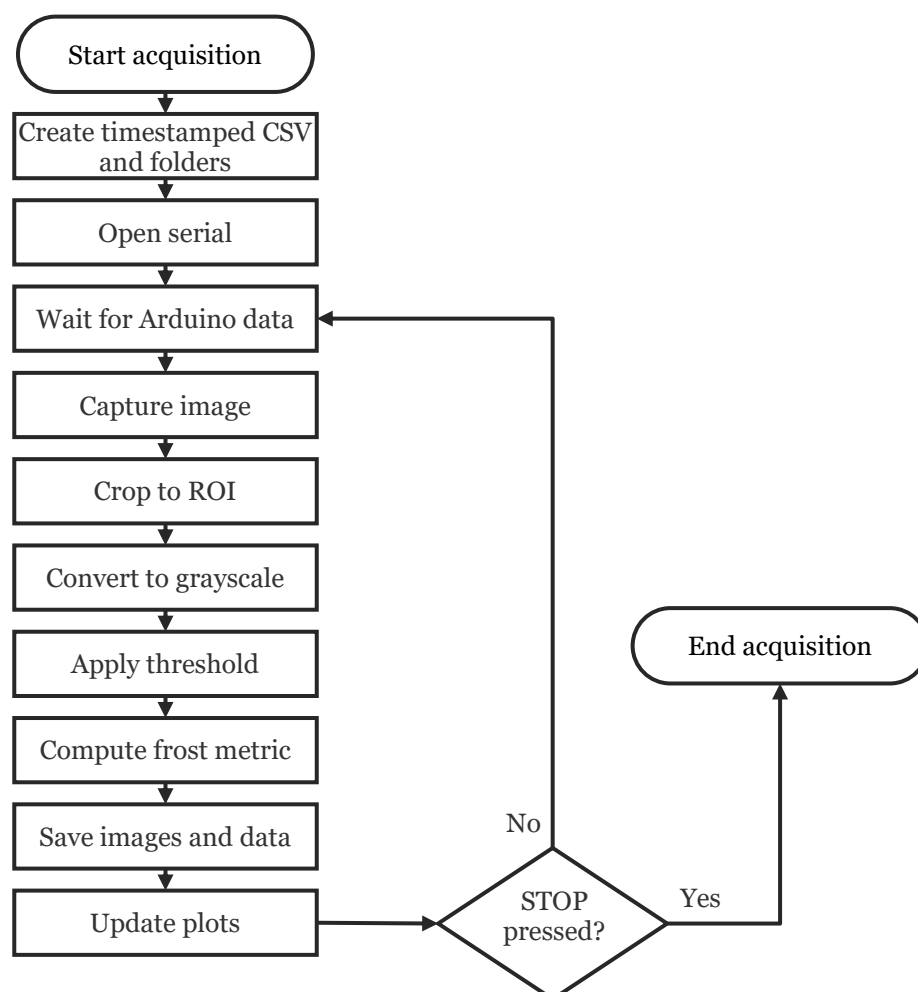 Start acquisition
Create timestamped CSV
and folders
Open serial
Wait for Arduino data
Capture image
Crop to ROI
Convert to grayscale
Apply threshold
Compute frost metric
Save images and data
Update plots
STOP
pressed?
No
Yes
End acquisition